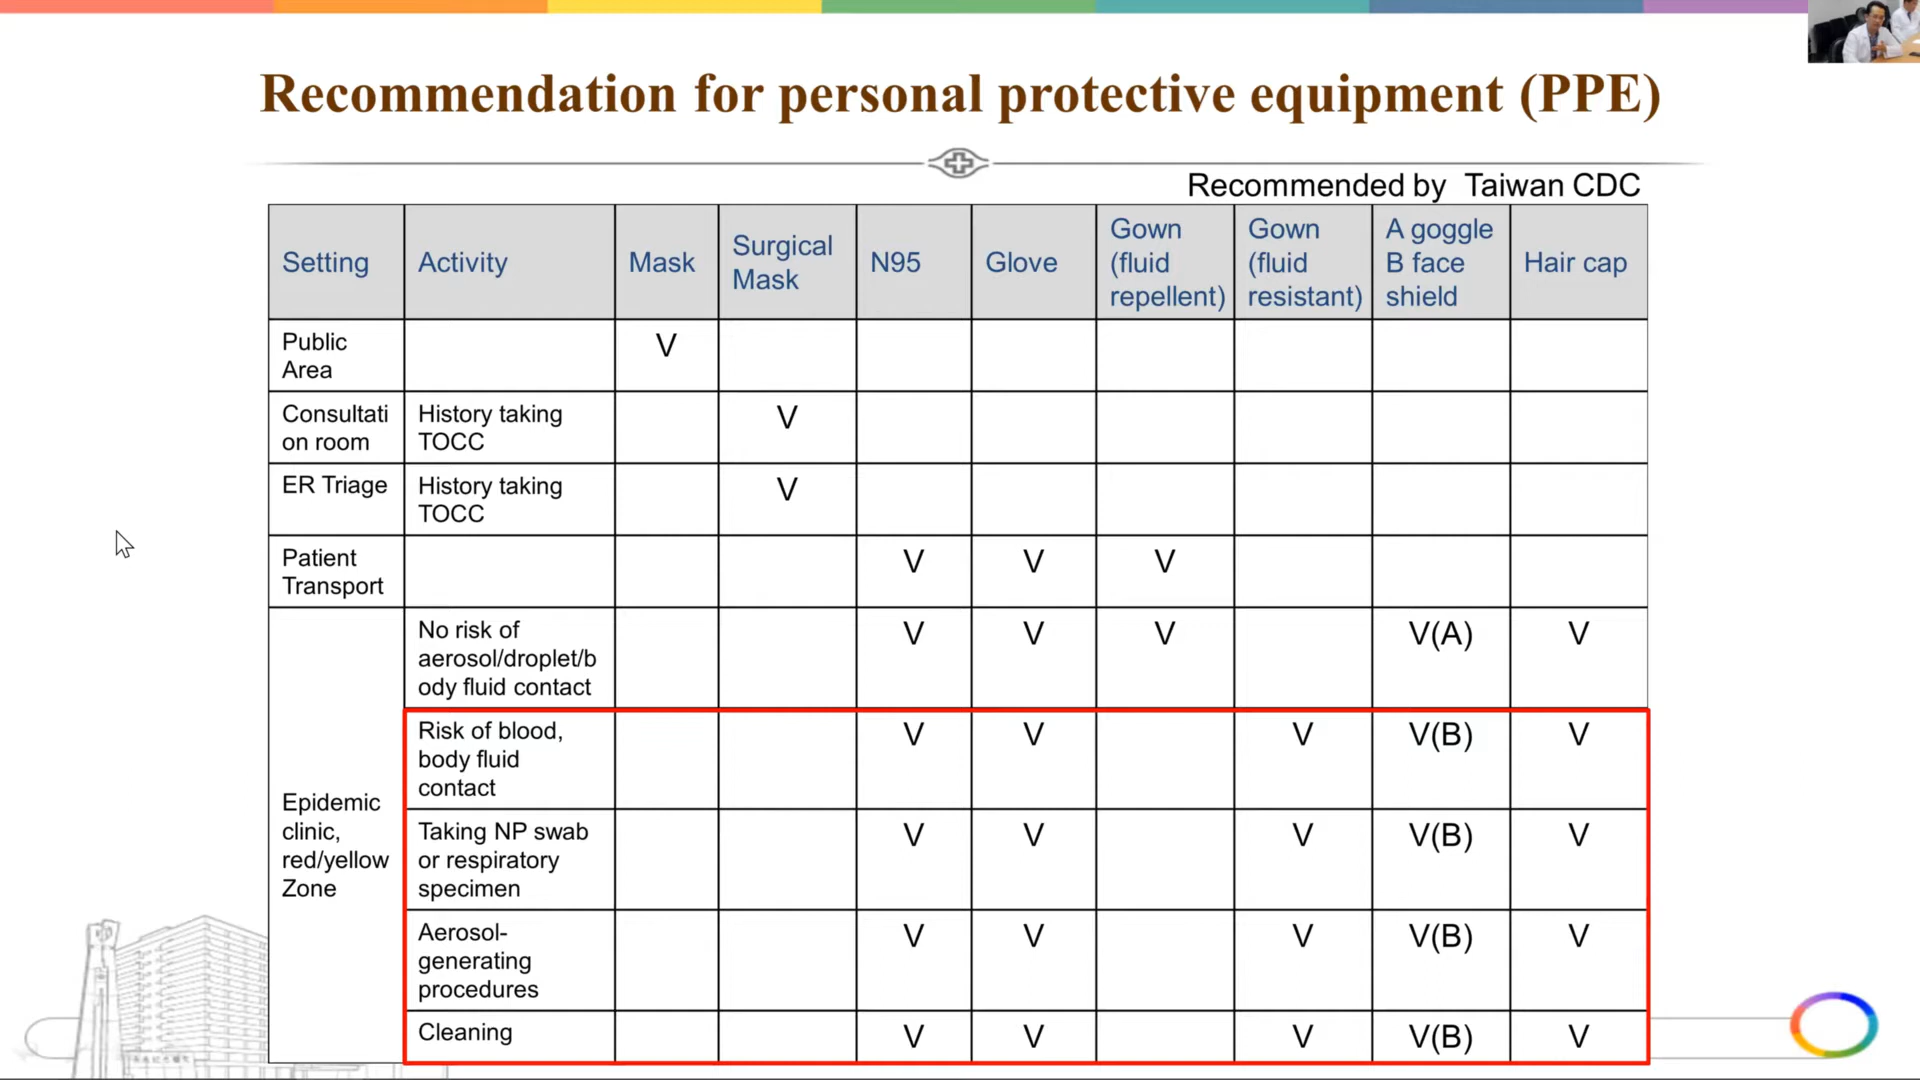 Recommendation for personal protective equipment (PPE)
Recommended by Taiwan CDC
Setting
Activity
Mask
Surgical
Mask
N95
Glove
Gown
(fluid
repellent)
Gown
(fluid
resistant)
A goggle
B face
shield
Hair cap
Public
Area
V
Consultati
on room
History taking
TOCC
V
ER Triage
History taking
TOCC
V
Patient
Transport
V
V
V
Epidemic
clinic,
red/yellow
Zone
No risk of
aerosol/droplet/b
ody fluid contact
V
V
V
V(A)
V
Risk of blood,
body fluid
contact
V
V
V
V(B)
V
Taking NP swab
or respiratory
specimen
V
V
V
V(B)
V
Aerosol-
generating
procedures
V
V
V
V(B)
V
Cleaning
V
V
V
V(B)
V